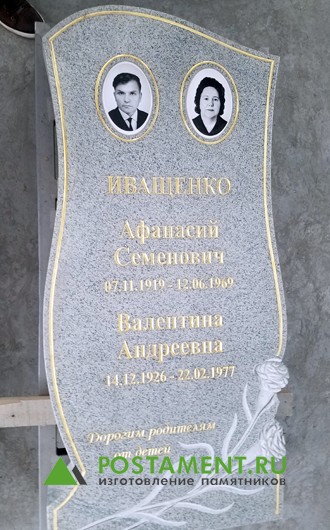 ИВАЩЕНКО
Афанасий
Семенович
07.11.1919 - 12.06.1969
Валентина
Андреевна
14.12.1926 - 22.02.1977
Дорогим родителям
от детей
POSTAMENT.RU
изготовление памятников